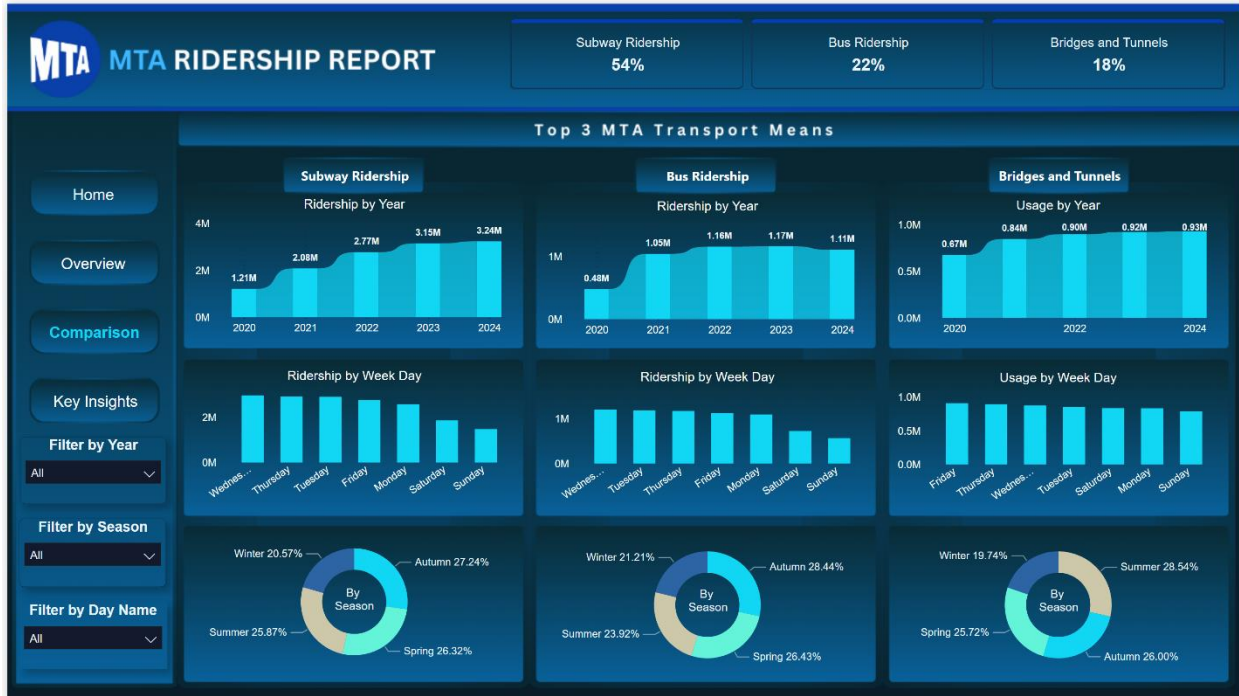 MTA
MTA RIDERSHIP REPORT
Subway Ridership
54%
Bus Ridership
22%
Bridges and Tunnels
18%
Top 3 MTA Transport Means
Home
Overview
Comparison
Key Insights
Filter by Year
All
Filter by Season
All
Filter by Day Name
All
Subway Ridership
Ridership by Year
4M
2M
0M
1.21M
2.08M
2.77M
3.15M
3.24M
2020
2021
2022
2023
2024
Bus Ridership
Ridership by Year
1M
0M
0.48M
1.05M
1.16M
1.17M
1.11M
2020
2021
2022
2023
2024
Bridges and Tunnels
Usage by Year
1.0M
0.5M
0.0M
0.67M
0.84M
0.90M
0.92M
0.93M
2020
2022
2024
Ridership by Week Day
2M
0M
Wednes...
Thursday
Tuesday
Friday
Monday
Saturday
Sunday
Ridership by Week Day
1M
0M
Wednes...
Tuesday
Thursday
Friday
Monday
Saturday
Sunday
Usage by Week Day
1.0M
0.5M
0.0M
Friday
Thursday
Wednes...
Tuesday
Saturday
Monday
Sunday
Winter 20.57%
Autumn 27.24%
By
Season
Summer 25.87%
Spring 26.32%
Winter 21.21%
Autumn 28.44%
By
Season
Summer 23.92%
Spring 26.43%
Winter 19.74%
Summer 28.54%
By
Season
Spring 25.72%
Autumn 26.00%